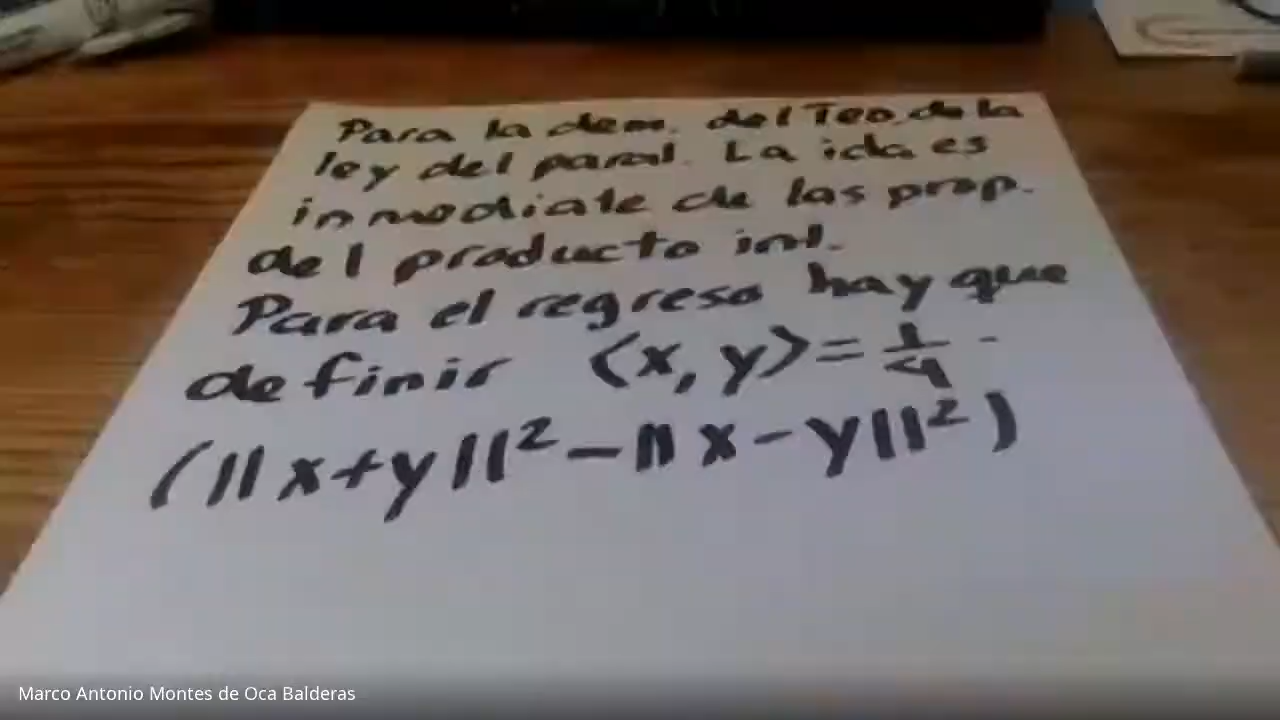 Para la dem. del Teo. de la
ley del paral. La ida es
inmediate de las prop.
del producto int.
Para el regreso hay que
definir ⟨x, y⟩ = 1/4 ·
(||x+y||² - ||x-y||²)
Marco Antonio Montes de Oca Balderas